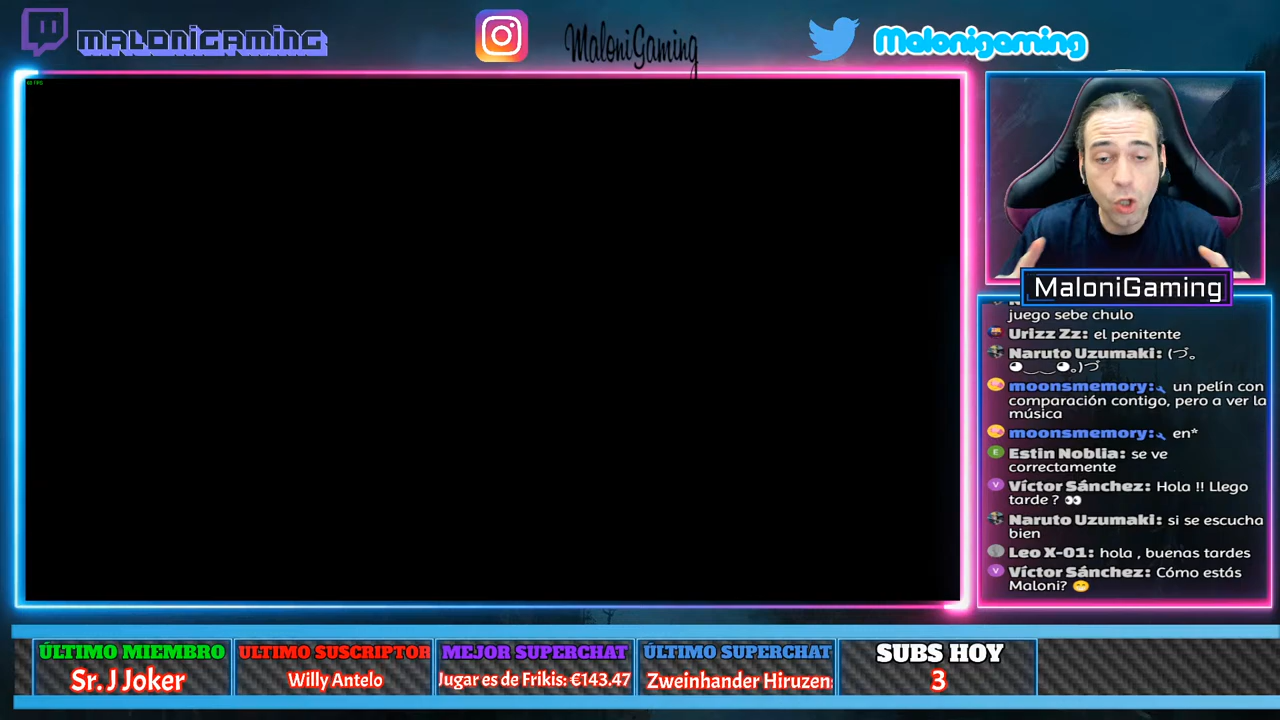 MALONIGAMING
MaloniGaming
Malonigaming
60 FPS
MaloniGaming
juego sebe chulo
Urizz Zz: el penitente
Naruto Uzumaki: (づ｡
◕‿‿◕｡)づ
moonsmemory: un pelín con
comparación contigo, pero a ver la
música
moonsmemory: en*
Estin Noblia: se ve
correctamente
Víctor Sánchez: Hola !! Llego
tarde ? 👀
Naruto Uzumaki: si se escucha
bien
Leo X-01: hola , buenas tardes
Víctor Sánchez: Cómo estás
Maloni? 😁
ÚLTIMO MIEMBRO
Sr. J Joker
ULTIMO SUSCRIPTOR
Willy Antelo
MEJOR SUPERCHAT
Jugar es de Frikis: €143.47
ÚLTIMO SUPERCHAT
Zweinhander Hiruzen:
SUBS HOY
3